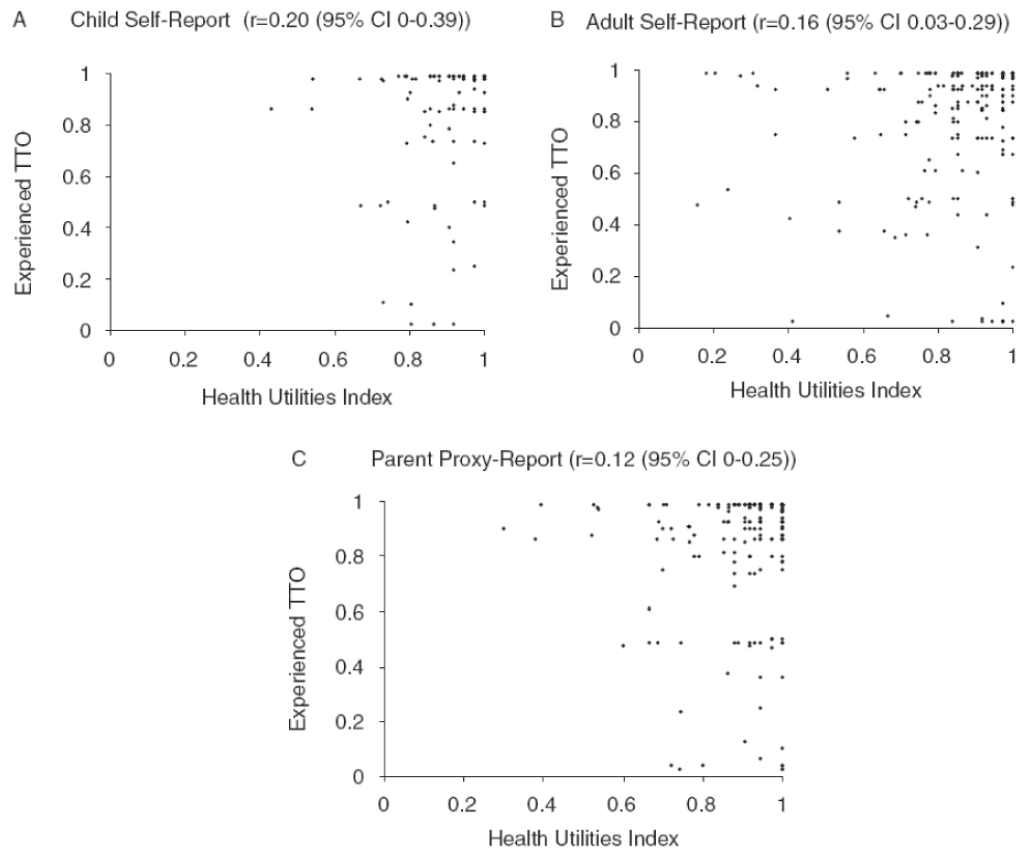 A Child Self-Report (r=0.20 (95% CI 0-0.39))
1
0.8
0.6
0.4
0.2
0
Experienced TTO
0 0.2 0.4 0.6 0.8 1
Health Utilities Index
B Adult Self-Report (r=0.16 (95% CI 0.03-0.29))
1
0.8
0.6
0.4
0.2
0
Experienced TTO
0 0.2 0.4 0.6 0.8 1
Health Utilities Index
C Parent Proxy-Report (r=0.12 (95% CI 0-0.25))
1
0.8
0.6
0.4
0.2
0
Experienced TTO
0 0.2 0.4 0.6 0.8 1
Health Utilities Index